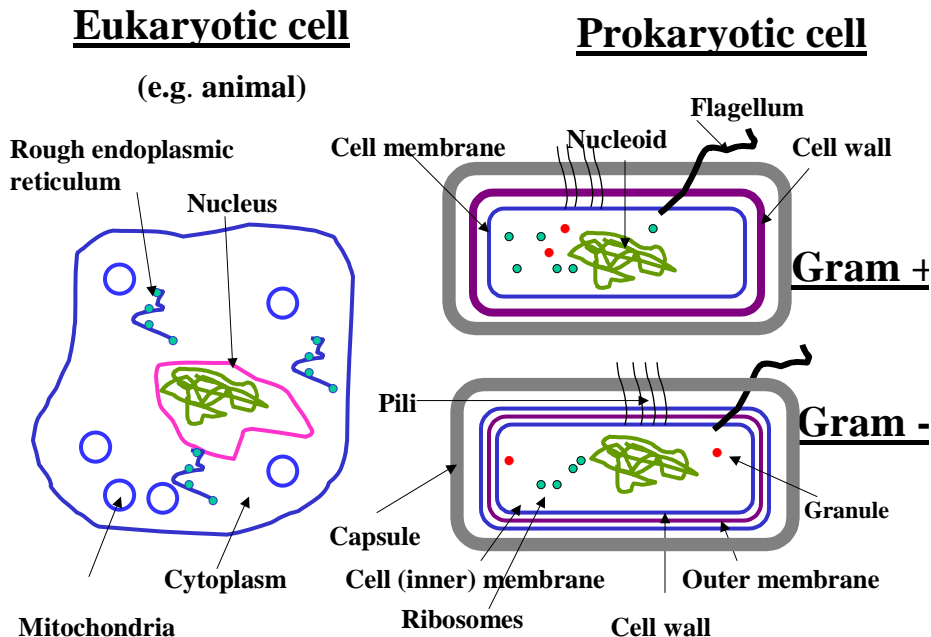 Eukaryotic cell
(e.g. animal)
Rough endoplasmic
reticulum
Nucleus
Cytoplasm
Mitochondria
Prokaryotic cell
Flagellum
Cell membrane
Nucleoid
Cell wall
Gram +
Pili
Gram -
Capsule
Granule
Cell (inner) membrane
Outer membrane
Ribosomes
Cell wall